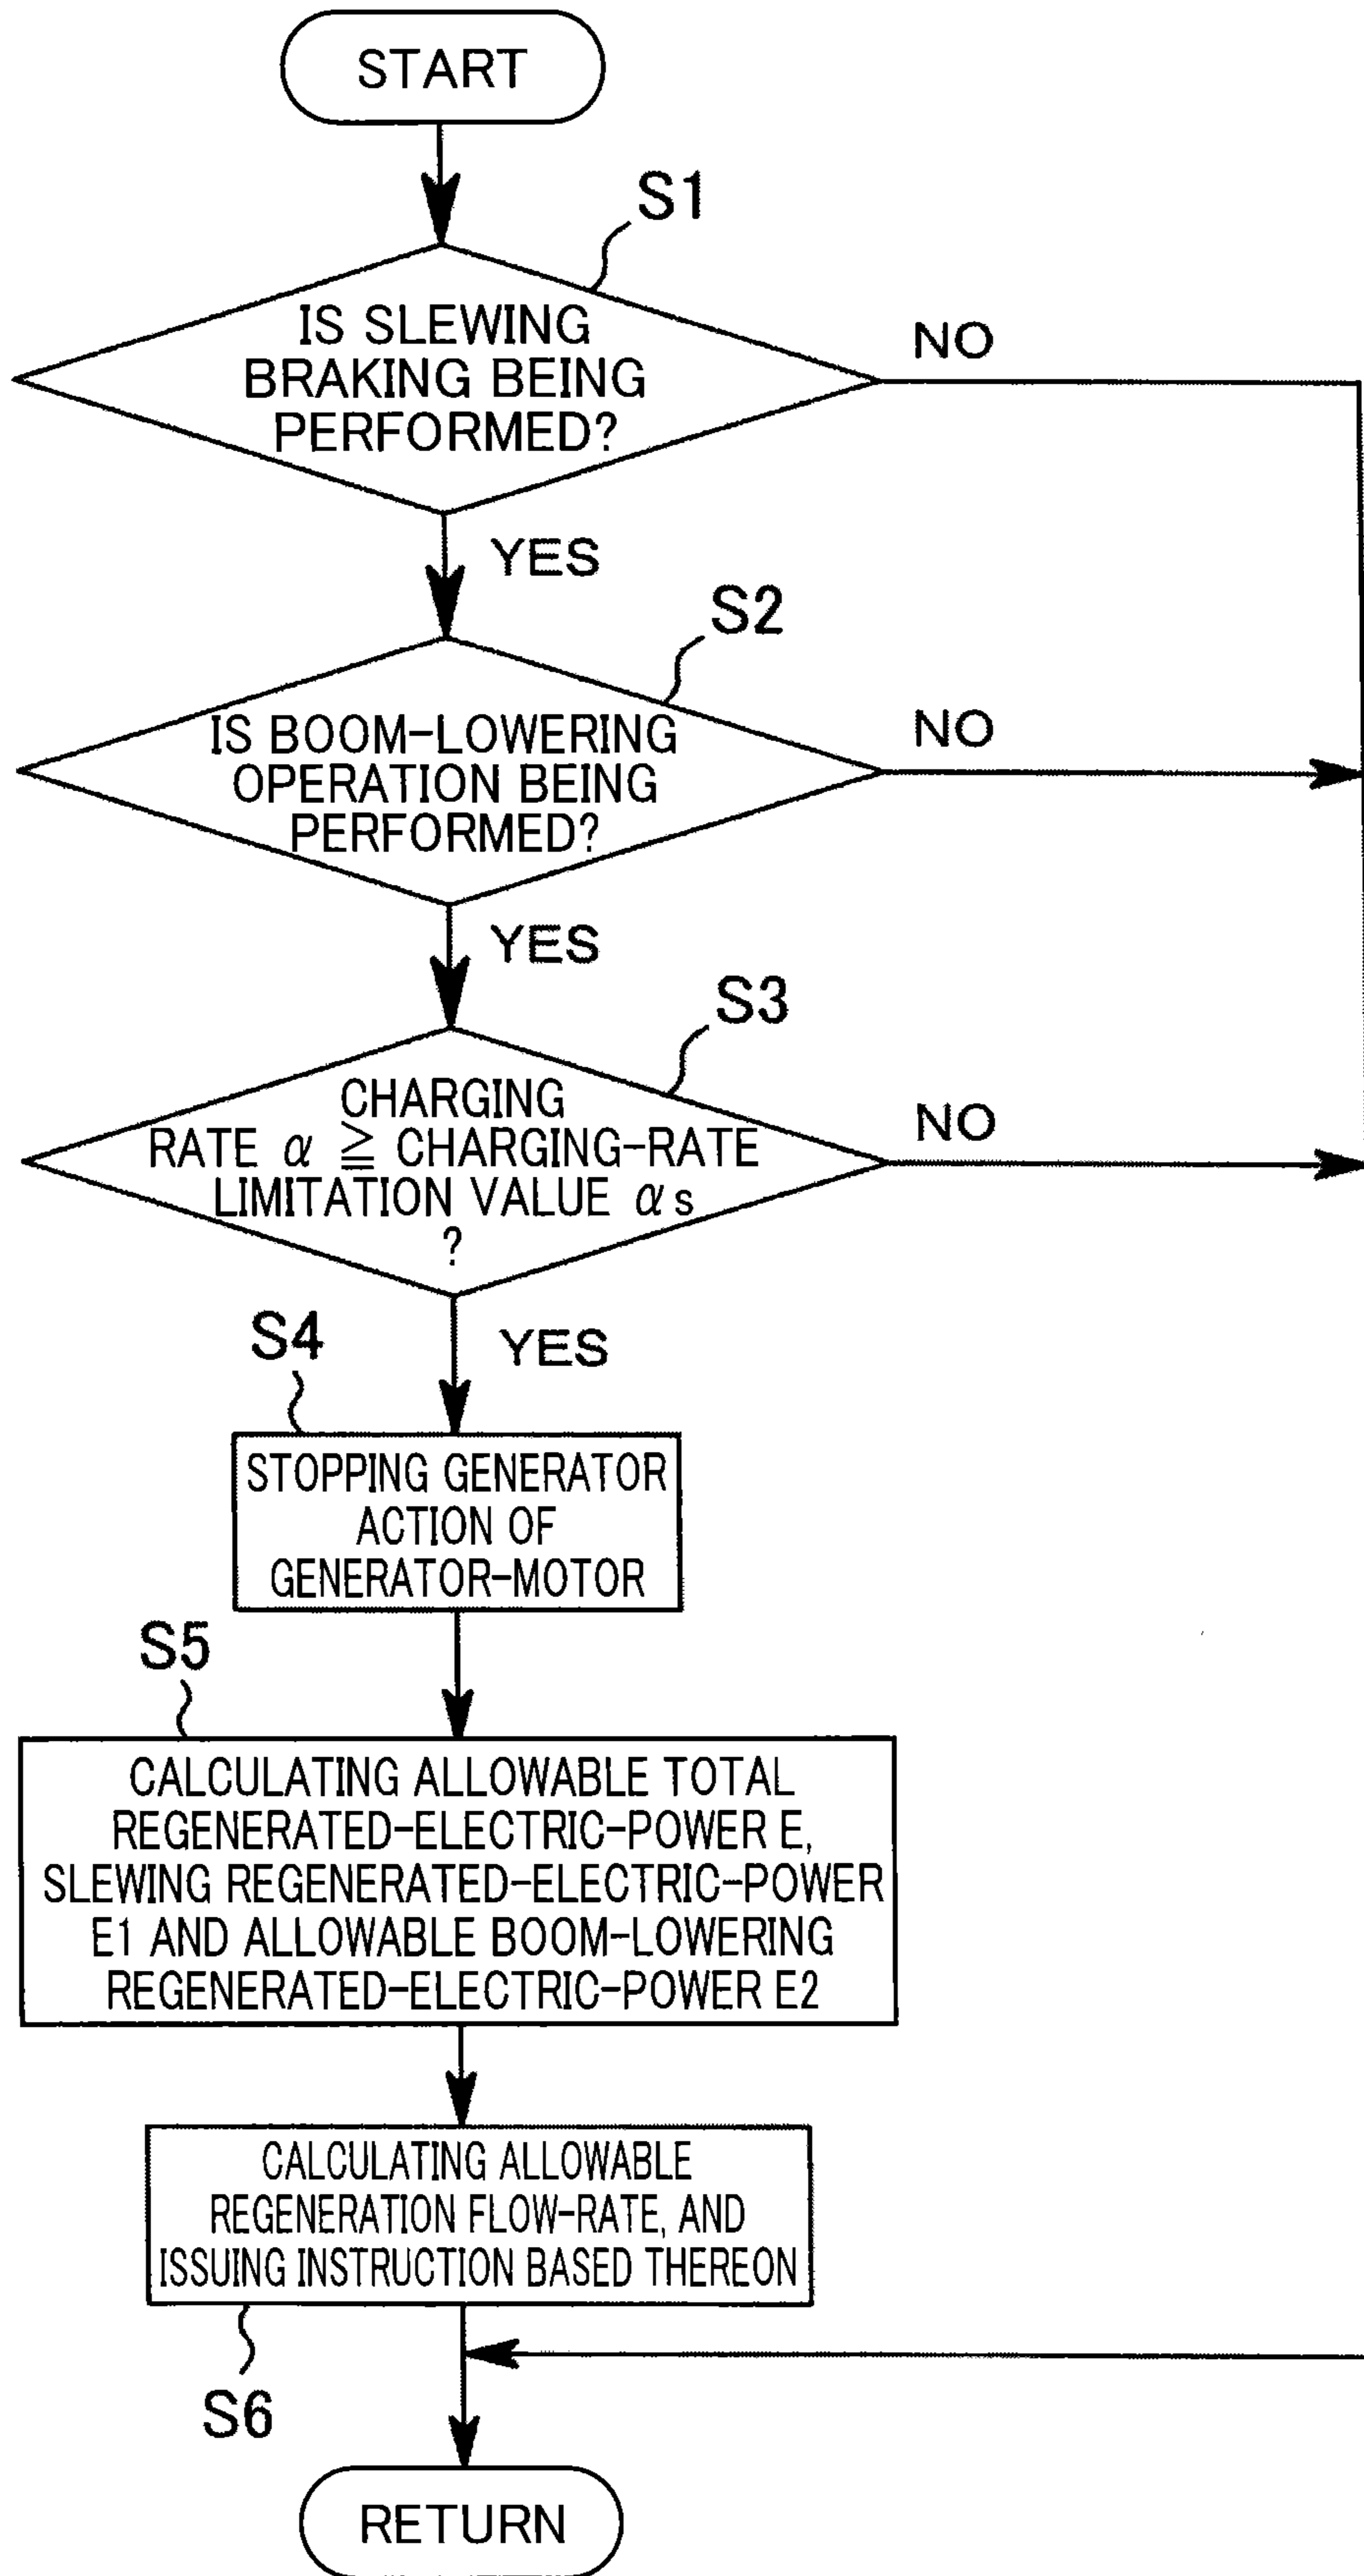 START
S1
IS SLEWING
BRAKING BEING
PERFORMED?
NO
YES
S2
IS BOOM-LOWERING
OPERATION BEING
PERFORMED?
NO
YES
S3
CHARGING
RATE α ≧ CHARGING-RATE
LIMITATION VALUE αs
?
NO
YES
S4
STOPPING GENERATOR
ACTION OF
GENERATOR-MOTOR
S5
CALCULATING ALLOWABLE TOTAL
REGENERATED-ELECTRIC-POWER E,
SLEWING REGENERATED-ELECTRIC-POWER
E1 AND ALLOWABLE BOOM-LOWERING
REGENERATED-ELECTRIC-POWER E2
CALCULATING ALLOWABLE
REGENERATION FLOW-RATE, AND
ISSUING INSTRUCTION BASED THEREON
S6
RETURN